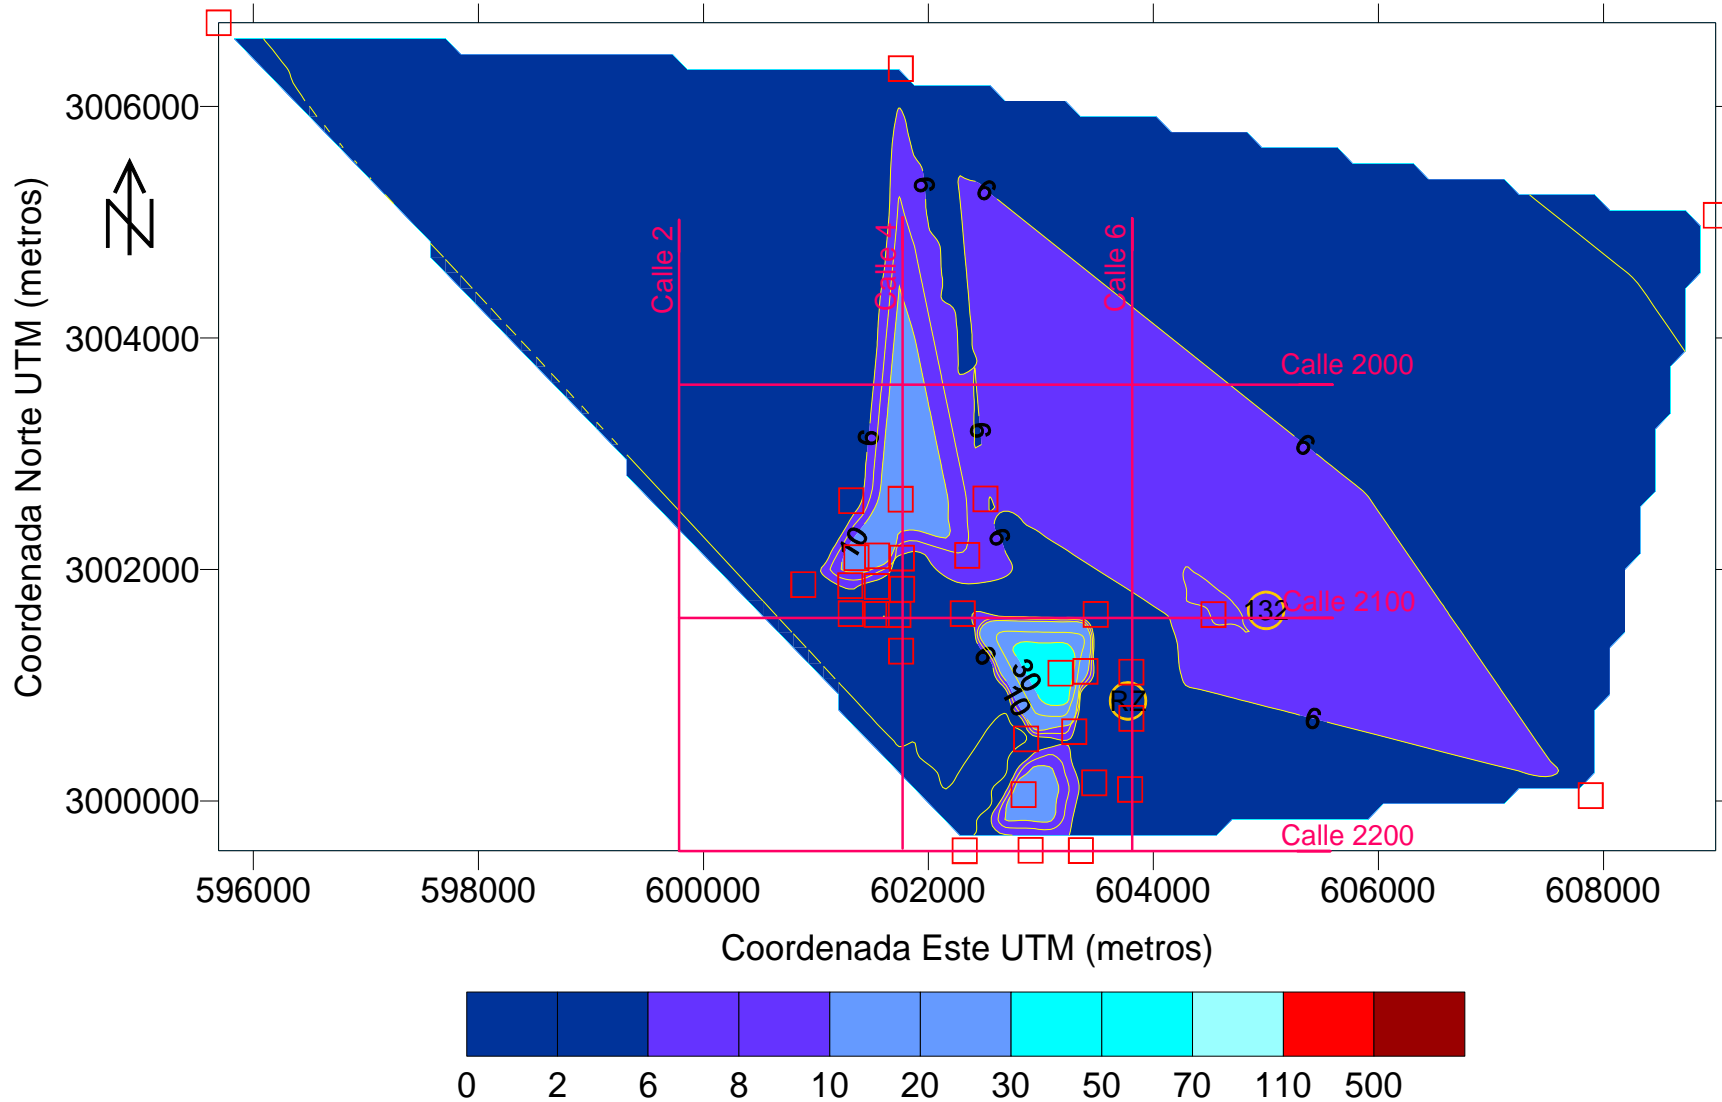 3006000
3004000
3002000
3000000
Coordenada Norte UTM (metros)
N
Calle 2
Calle 4
Calle 6
6
6
Calle 2000
6
6
6
10
6
132
Calle 2100
6
30
10
RZ
6
Calle 2200
596000 598000 600000 602000 604000 606000 608000
Coordenada Este UTM (metros)
0 2 6 8 10 20 30 50 70 110 500